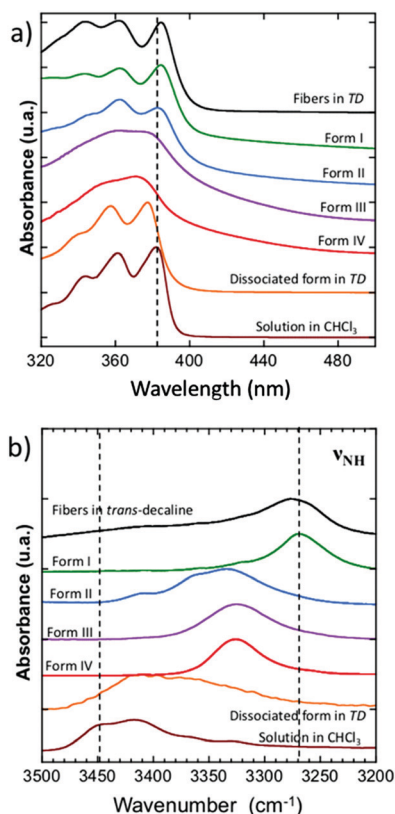 a)
Absorbance (u.a.)
Fibers in TD
Form I
Form II
Form III
Form IV
Dissociated form in TD
Solution in CHCl₃
320 360 400 440 480
Wavelength (nm)
b)
νNH
Absorbance (u.a.)
Fibers in trans-decaline
Form I
Form II
Form III
Form IV
Dissociated form in TD
Solution in CHCl₃
3500 3450 3400 3350 3300 3250 3200
Wavenumber (cm⁻¹)